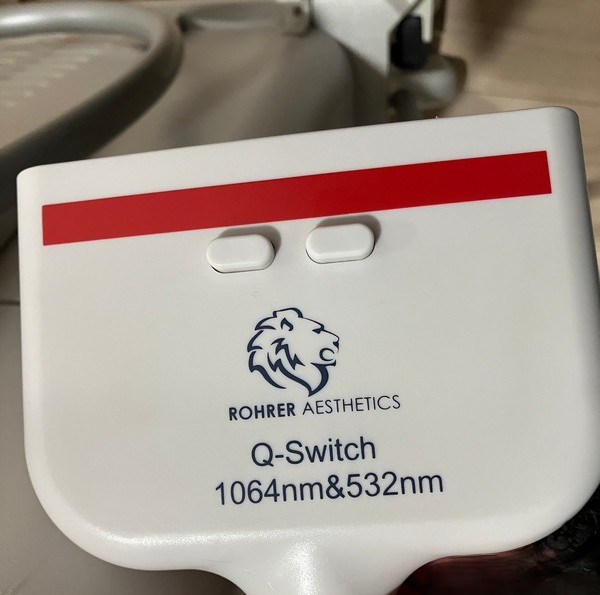 ROHRER AESTHETICS
Q-Switch
1064nm&532nm